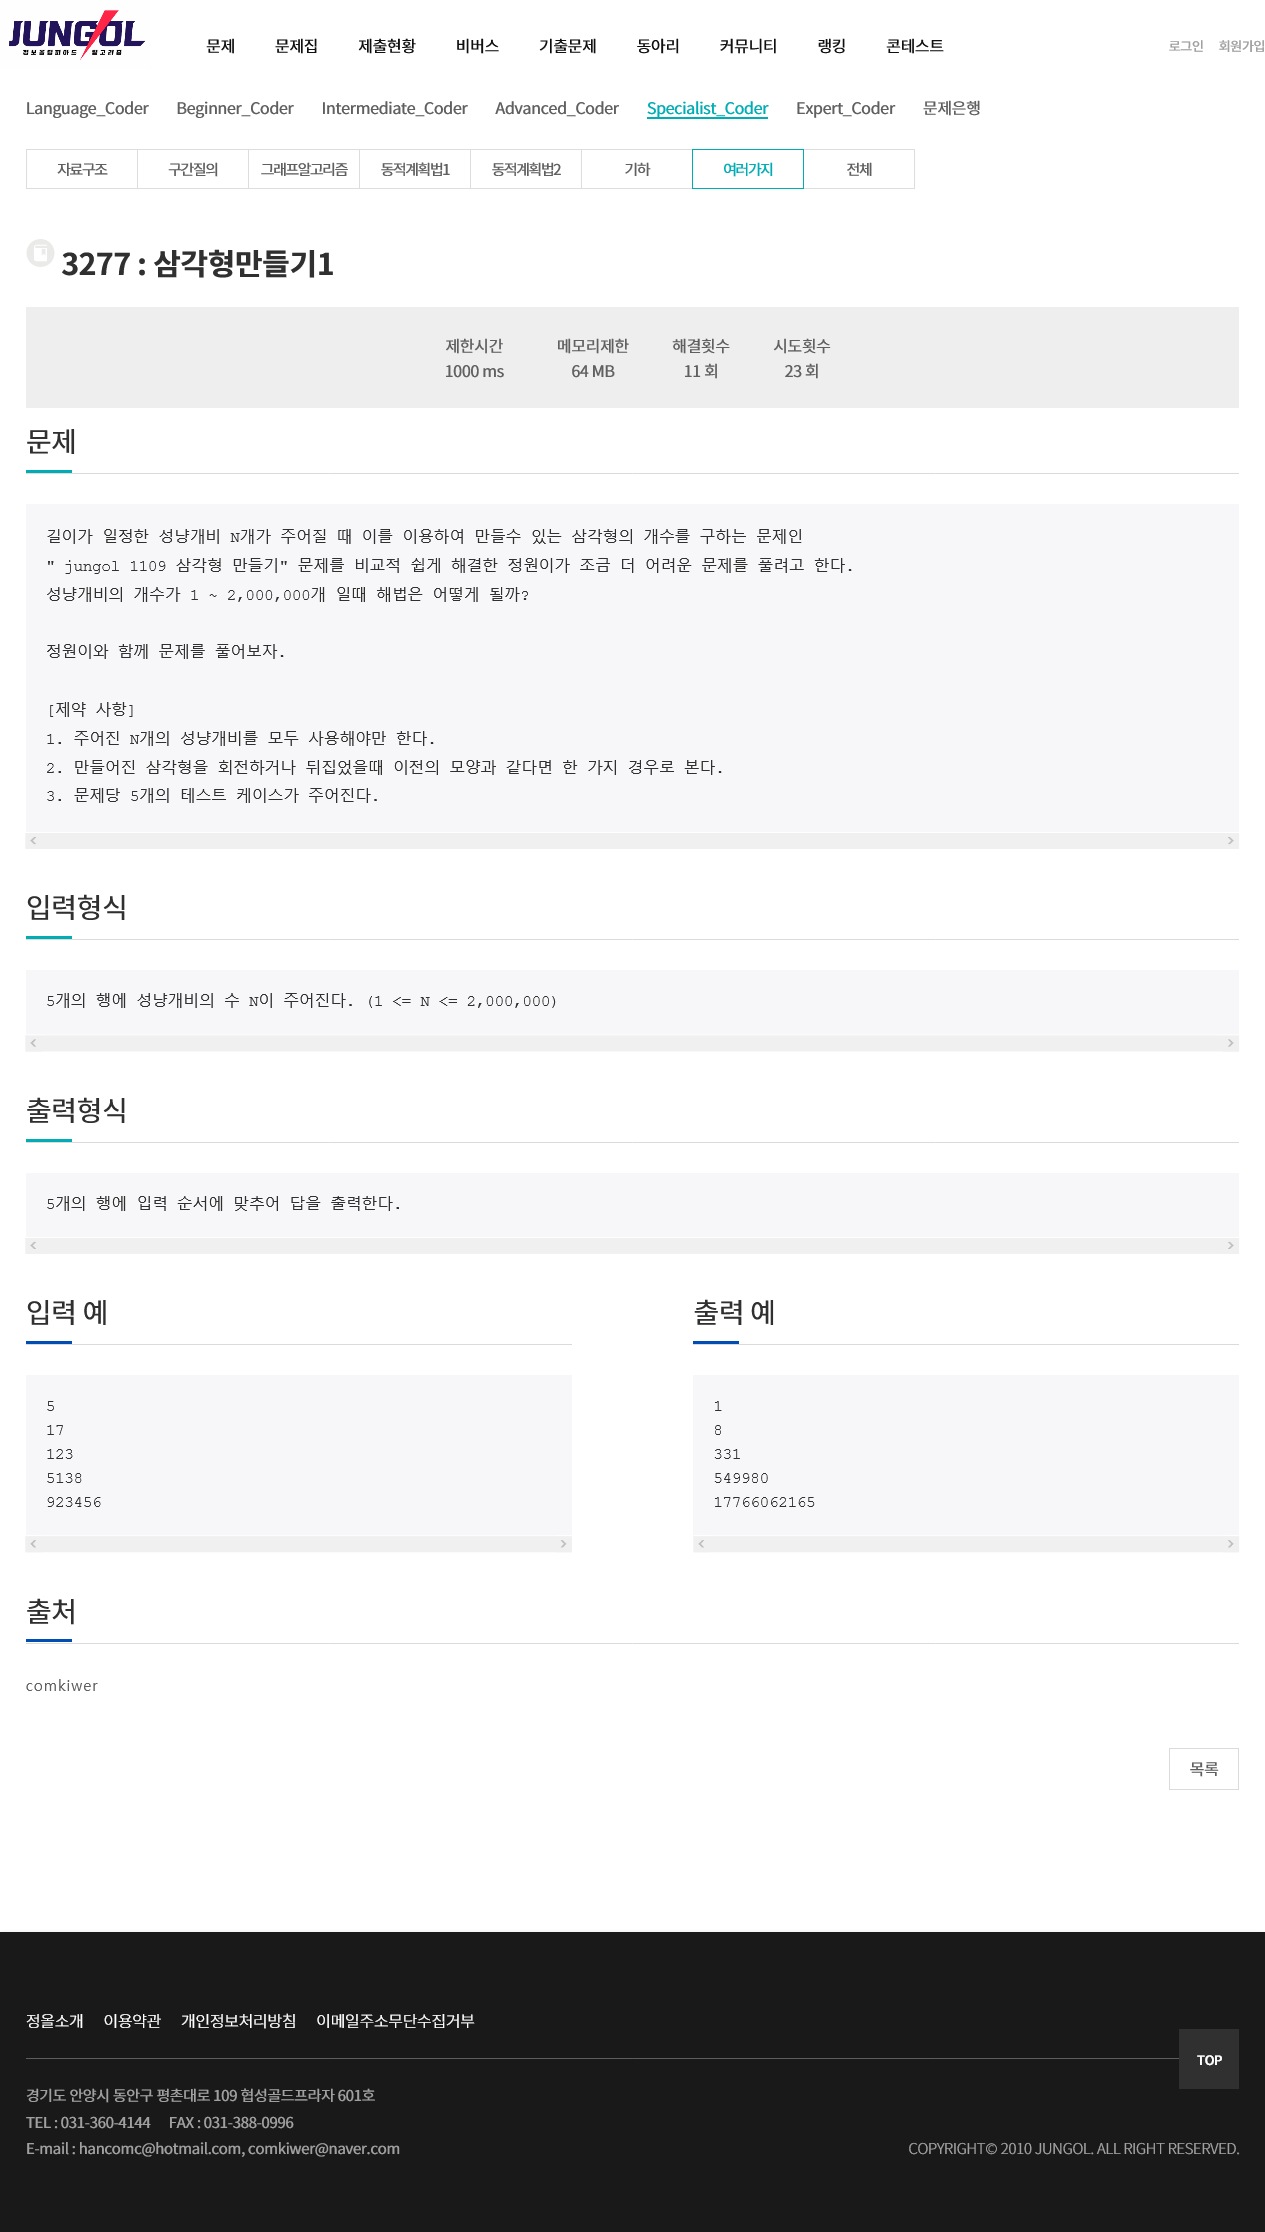 JUNGOL
정보올림피아드 알고리즘
문제 문제집 제출현황 비버스 기출문제 동아리 커뮤니티 랭킹 콘테스트 로그인 회원가입
Language_Coder Beginner_Coder Intermediate_Coder Advanced_Coder Specialist_Coder Expert_Coder 문제은행
자료구조 구간질의 그래프알고리즘 동적계획법1 동적계획법2 기하 여러가지 전체
3277 : 삼각형만들기1
제한시간 메모리제한 해결횟수 시도횟수
1000 ms 64 MB 11 회 23 회
문제
길이가 일정한 성냥개비 N개가 주어질 때 이를 이용하여 만들수 있는 삼각형의 개수를 구하는 문제인
" jungol 1109 삼각형 만들기" 문제를 비교적 쉽게 해결한 정원이가 조금 더 어려운 문제를 풀려고 한다.
성냥개비의 개수가 1 ~ 2,000,000개 일때 해법은 어떻게 될까?
정원이와 함께 문제를 풀어보자.
[제약 사항]
1. 주어진 N개의 성냥개비를 모두 사용해야만 한다.
2. 만들어진 삼각형을 회전하거나 뒤집었을때 이전의 모양과 같다면 한 가지 경우로 본다.
3. 문제당 5개의 테스트 케이스가 주어진다.
입력형식
5개의 행에 성냥개비의 수 N이 주어진다. (1 <= N <= 2,000,000)
출력형식
5개의 행에 입력 순서에 맞추어 답을 출력한다.
입력 예
5
17
123
5138
923456
출력 예
1
8
331
549980
17766062165
출처
comkiwer
목록
정올소개 이용약관 개인정보처리방침 이메일주소무단수집거부
TOP
경기도 안양시 동안구 평촌대로 109 협성골드프라자 601호
TEL : 031-360-4144 FAX : 031-388-0996
E-mail : hancomc@hotmail.com, comkiwer@naver.com
COPYRIGHT© 2010 JUNGOL. ALL RIGHT RESERVED.